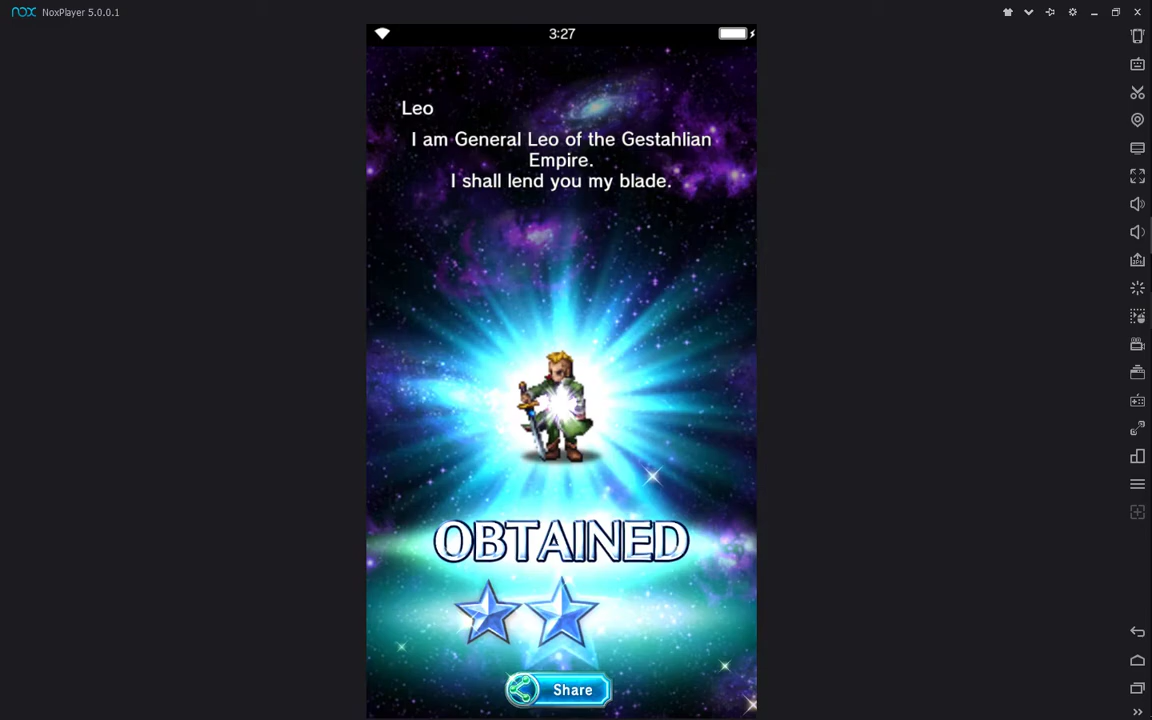 nox NoxPlayer 5.0.0.1
3:27
Leo
I am General Leo of the Gestahlian
Empire.
I shall lend you my blade.
OBTAINED
Share